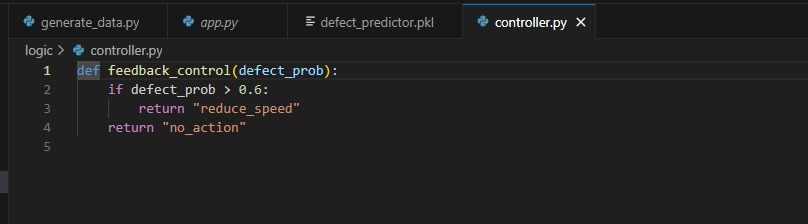 generate_data.py app.py defect_predictor.pkl controller.py
logic > controller.py
1 def feedback_control(defect_prob):
2 if defect_prob > 0.6:
3 return "reduce_speed"
4 return "no_action"
5